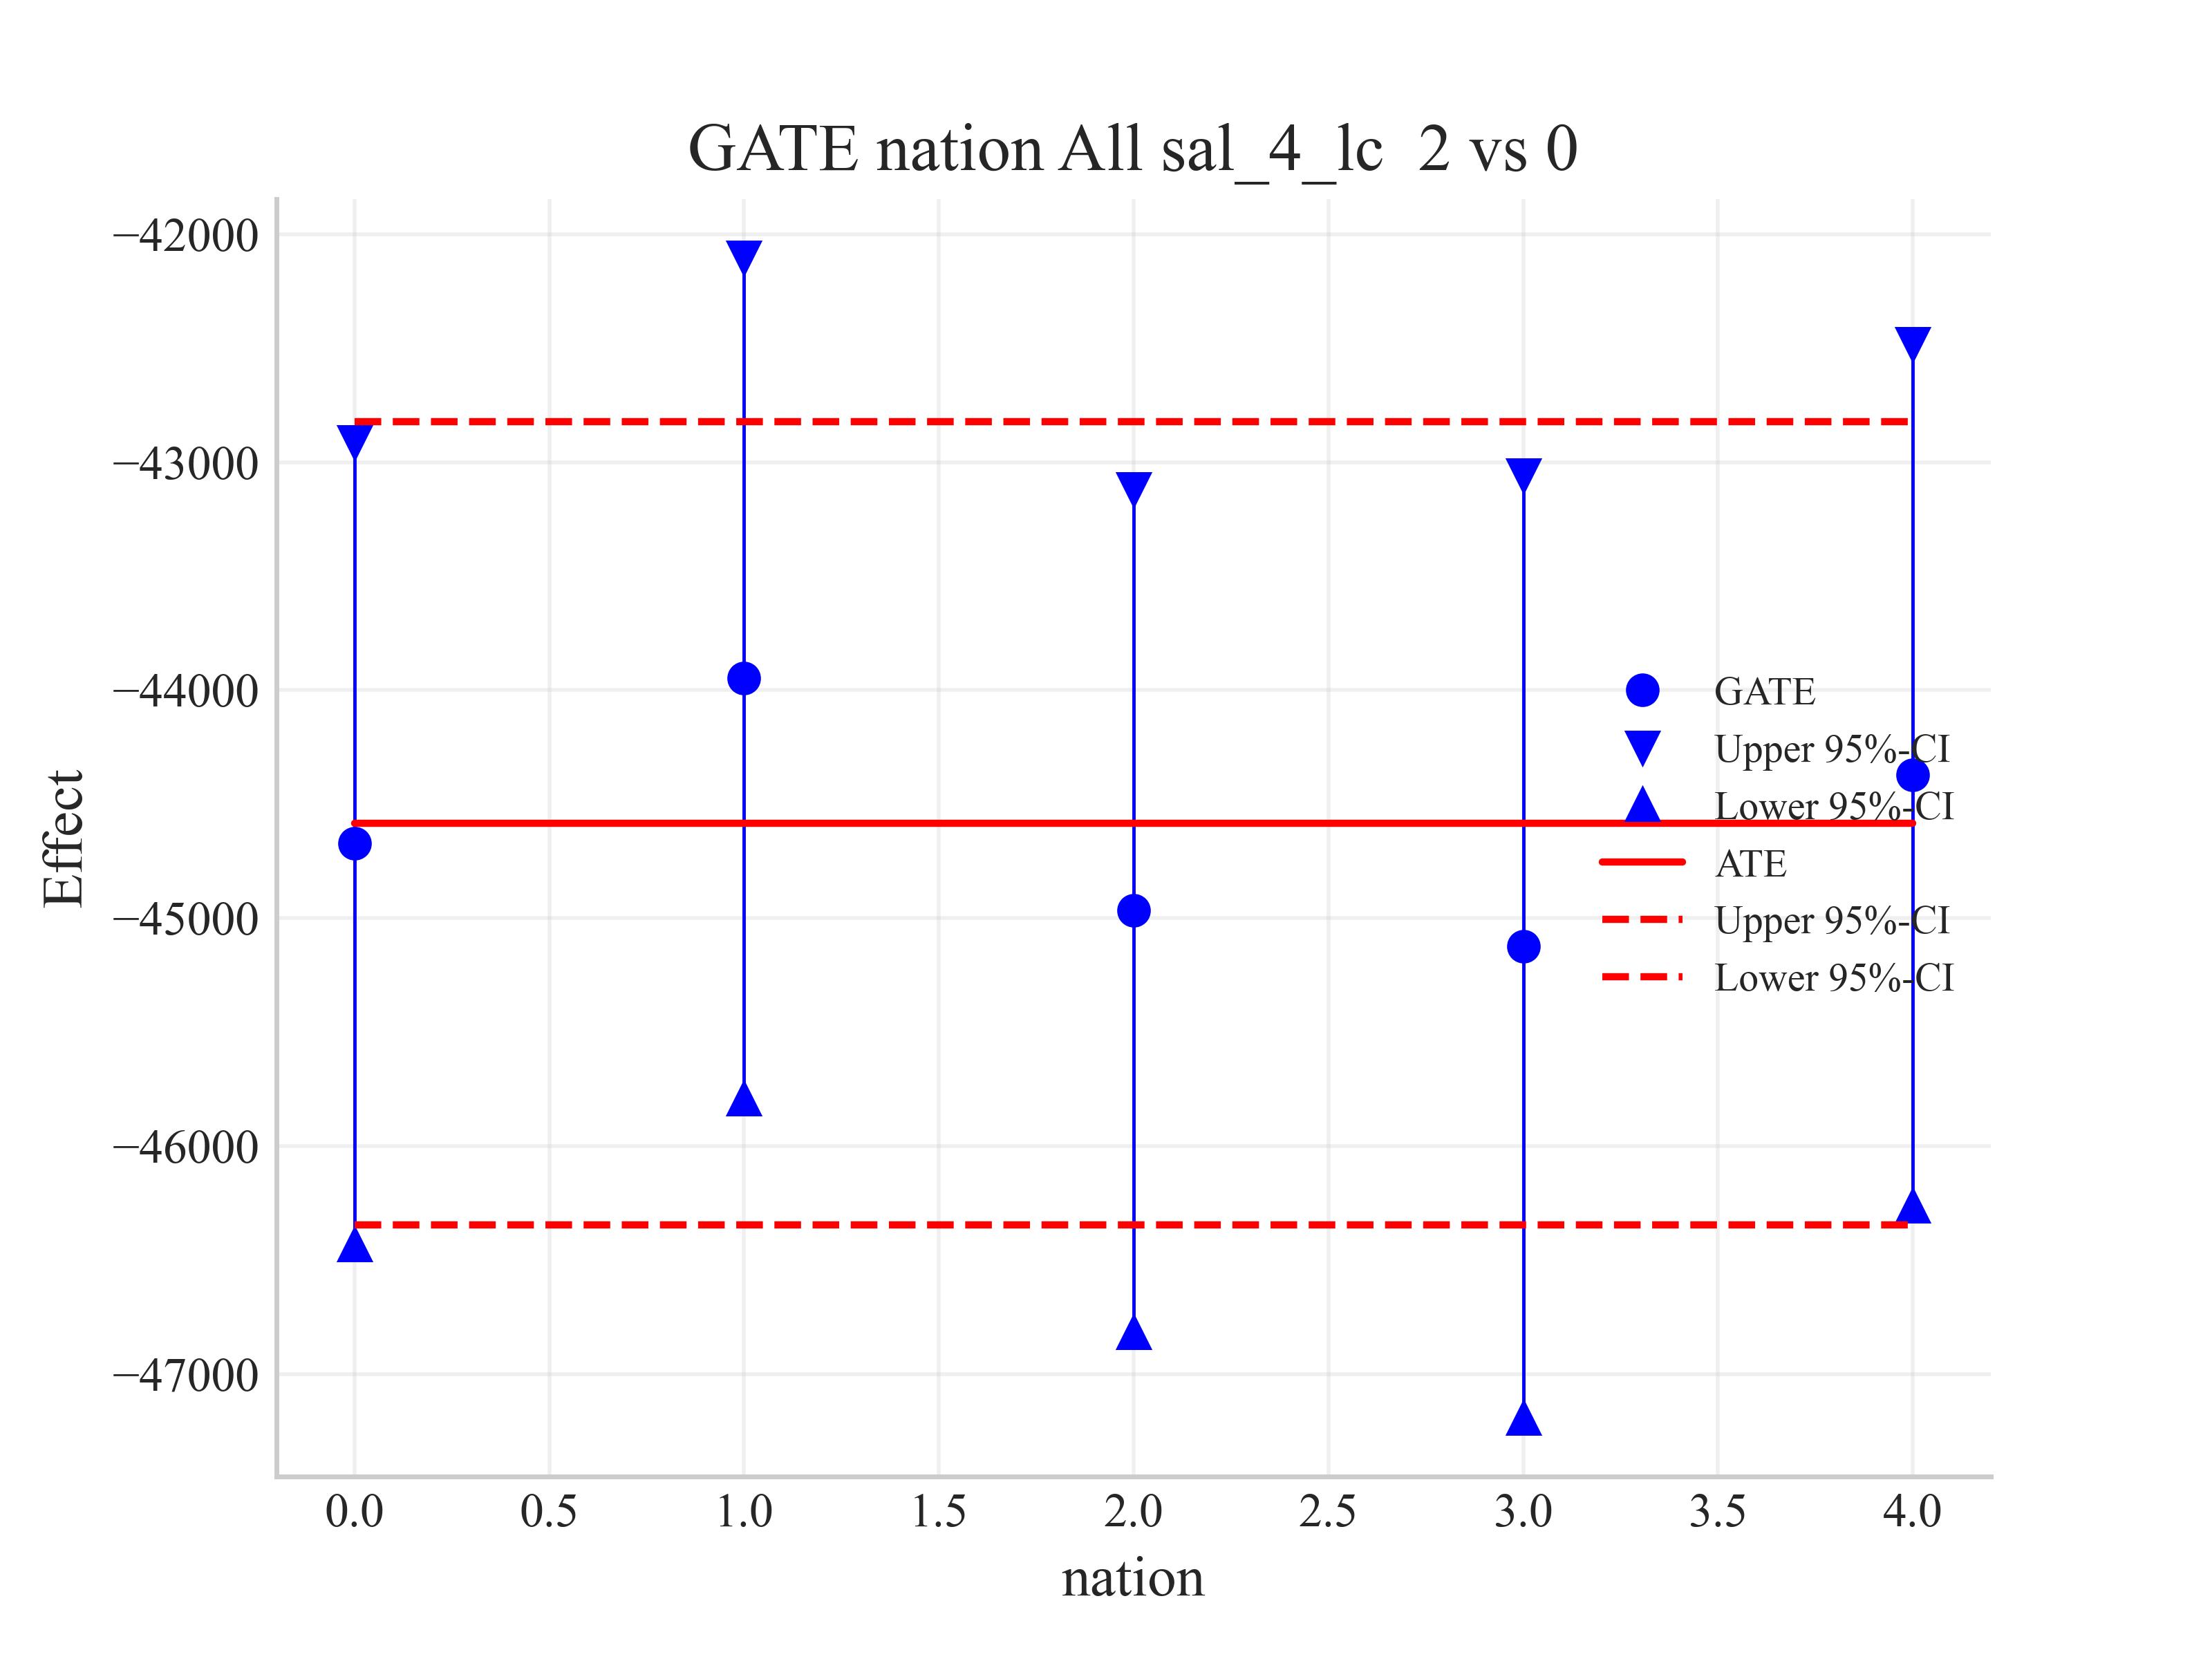 GATE nation All sal_4_lc  2 vs 0
−42000
−43000
−44000
−45000
−46000
−47000
Effect
GATE
Upper 95%-CI
Lower 95%-CI
ATE
Upper 95%-CI
Lower 95%-CI
0.0 0.5 1.0 1.5 2.0 2.5 3.0 3.5 4.0
nation